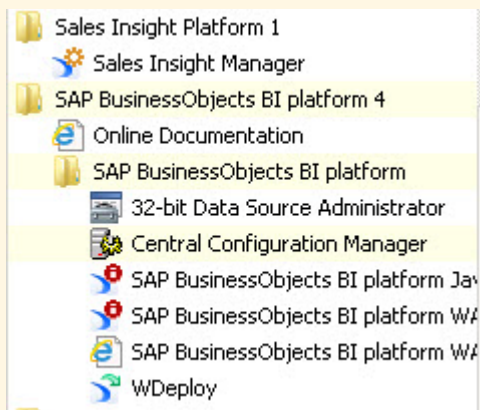 Sales Insight Platform 1
Sales Insight Manager
SAP BusinessObjects BI platform 4
Online Documentation
SAP BusinessObjects BI platform
32-bit Data Source Administrator
Central Configuration Manager
SAP BusinessObjects BI platform Jav
SAP BusinessObjects BI platform WA
SAP BusinessObjects BI platform WA
WDeploy